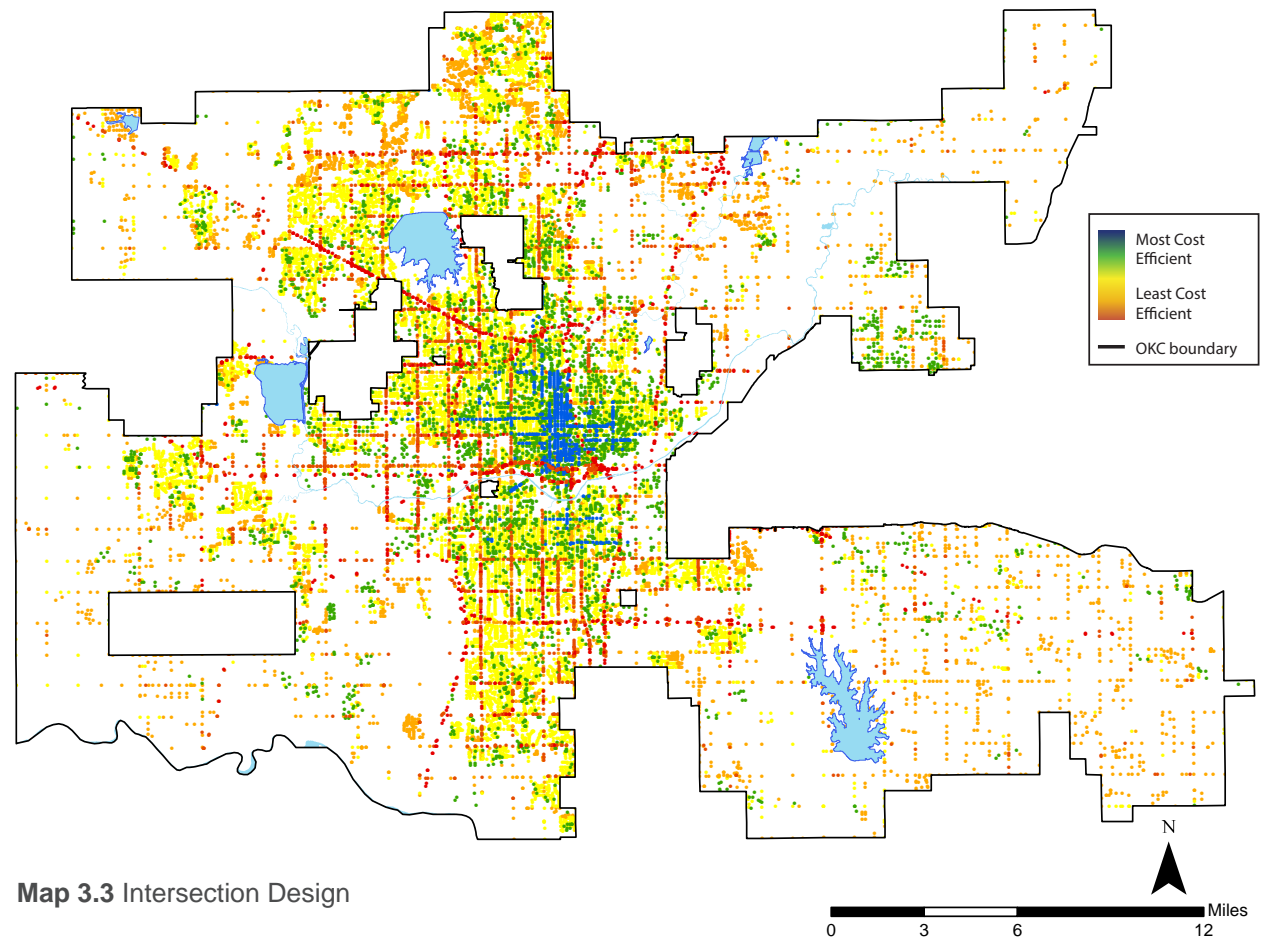 Most Cost
Efficient
Least Cost
Efficient
OKC boundary
N
Miles
0 3 6 12
Map 3.3 Intersection Design